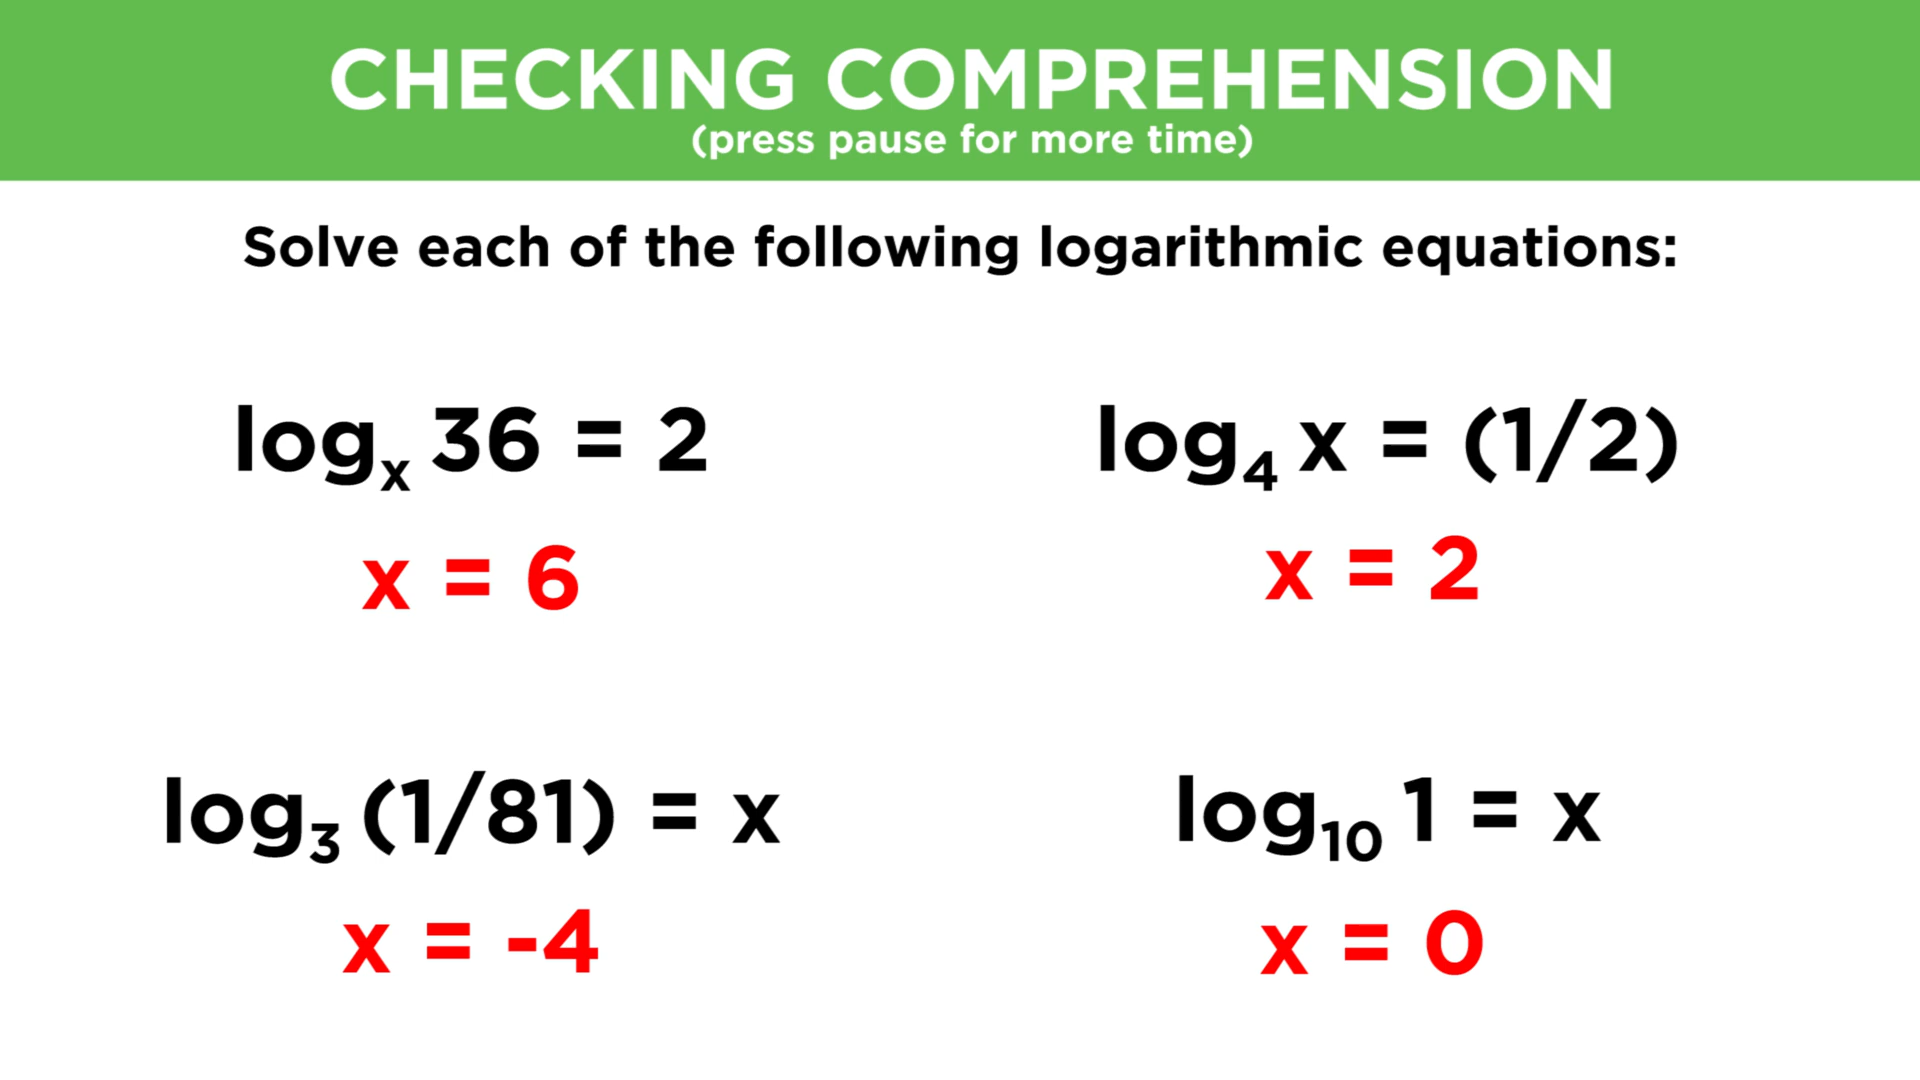 CHECKING COMPREHENSION
(press pause for more time)
Solve each of the following logarithmic equations:
logₓ 36 = 2
x = 6
log₄ x = (1/2)
x = 2
log₃ (1/81) = x
x = -4
log₁₀ 1 = x
x = 0